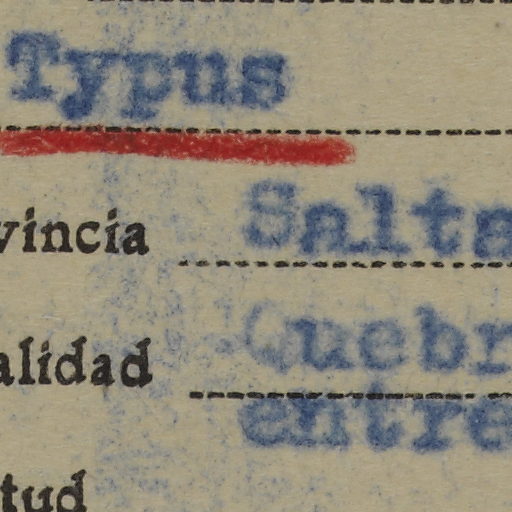 Typus
vincia Salta
alidad Quebr
entre
tud